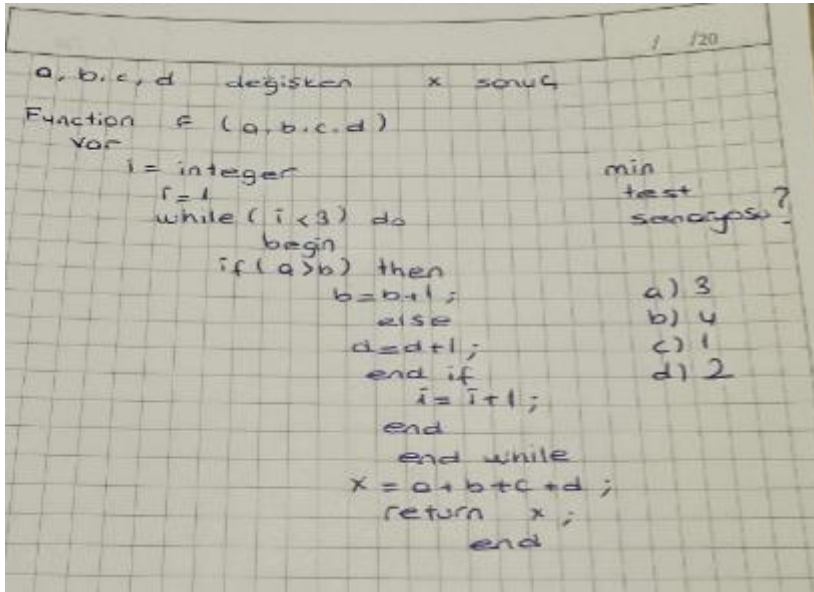 / /20
a, b, c, d değişken x sonuç
Function F (a, b, c, d)
var
i = integer
i=1
while ( i<3) do
begin
if (a>b) then
b=b+1;
else
d=d+1;
end if
i= i+1;
end
end while
x = a+b+c+d ;
return x ;
end
min
test
senaryosu?
a) 3
b) 4
c) 1
d) 2